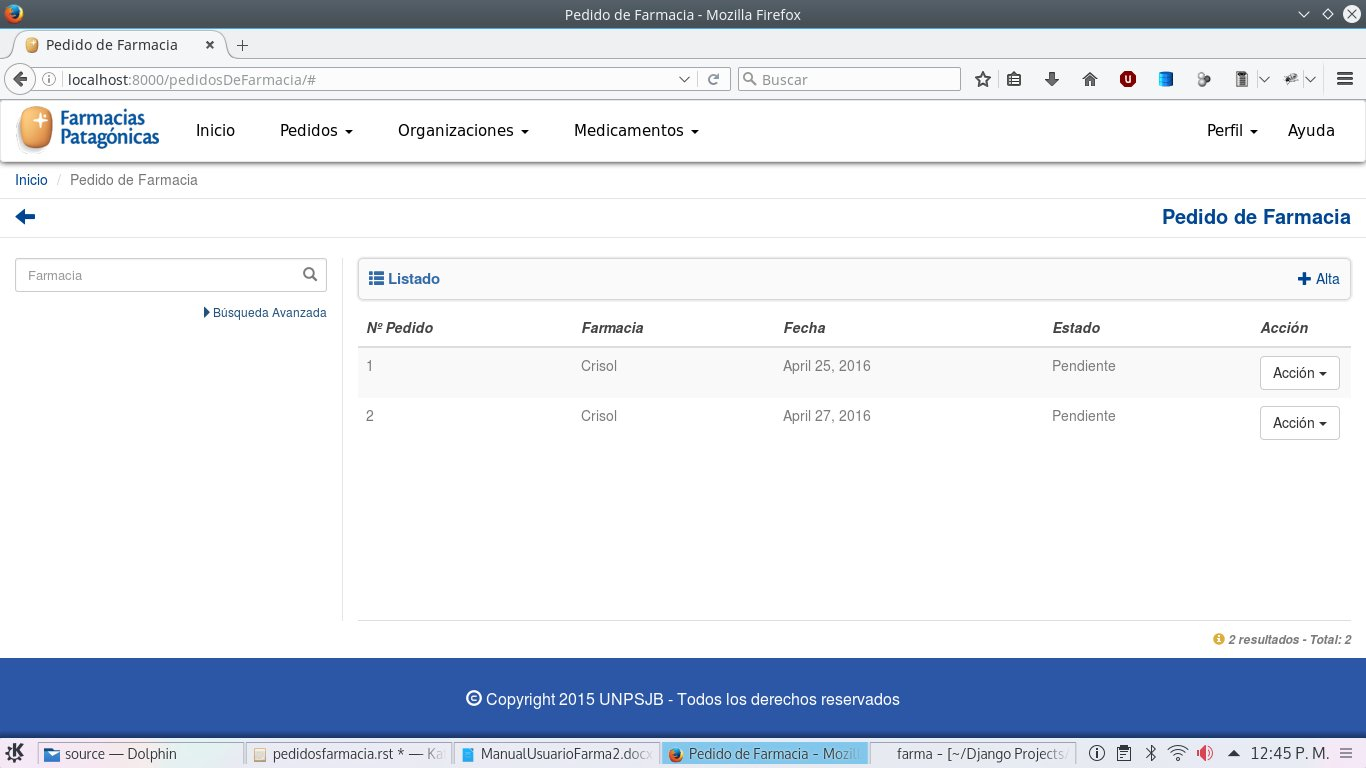 Pedido de Farmacia - Mozilla Firefox
Pedido de Farmacia
localhost:8000/pedidosDeFarmacia/#
Buscar
Farmacias Patagónicas
Inicio Pedidos Organizaciones Medicamentos Perfil Ayuda
Inicio / Pedido de Farmacia
Pedido de Farmacia
Farmacia
Búsqueda Avanzada
Listado Alta
Nº Pedido Farmacia Fecha Estado Acción
1 Crisol April 25, 2016 Pendiente Acción
2 Crisol April 27, 2016 Pendiente Acción
2 resultados - Total: 2
© Copyright 2015 UNPSJB - Todos los derechos reservados
source — Dolphin pedidosfarmacia.rst * — Ka ManualUsuarioFarma2.docx Pedido de Farmacia – Mozil farma – [~/Django Projects/ 12:45 P. M.